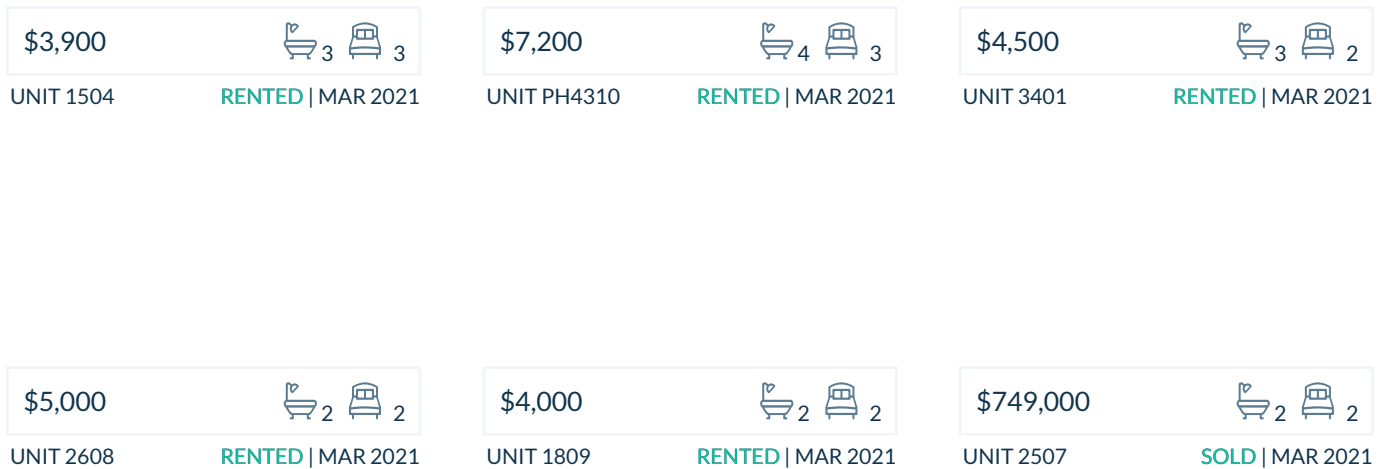 $3,900 3 3
UNIT 1504 RENTED | MAR 2021
$7,200 4 3
UNIT PH4310 RENTED | MAR 2021
$4,500 3 2
UNIT 3401 RENTED | MAR 2021
$5,000 2 2
UNIT 2608 RENTED | MAR 2021
$4,000 2 2
UNIT 1809 RENTED | MAR 2021
$749,000 2 2
UNIT 2507 SOLD | MAR 2021